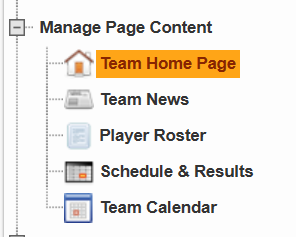 Manage Page Content
Team Home Page
Team News
Player Roster
Schedule & Results
Team Calendar